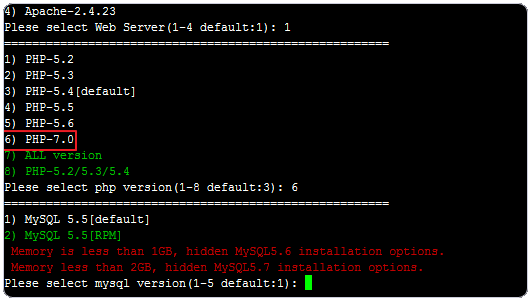 4) Apache-2.4.23
Plese select Web Server(1-4 default:1): 1
=======================================================
1) PHP-5.2
2) PHP-5.3
3) PHP-5.4[default]
4) PHP-5.5
5) PHP-5.6
6) PHP-7.0
7) ALL version
8) PHP-5.2/5.3/5.4
Plese select php version(1-8 default:3): 6
=======================================================
1) MySQL 5.5[default]
2) MySQL 5.5[RPM]
Memory is less than 1GB, hidden MySQL5.6 installation options.
Memory less than 2GB, hidden MySQL5.7 installation options.
Plese select mysql version(1-5 default:1):